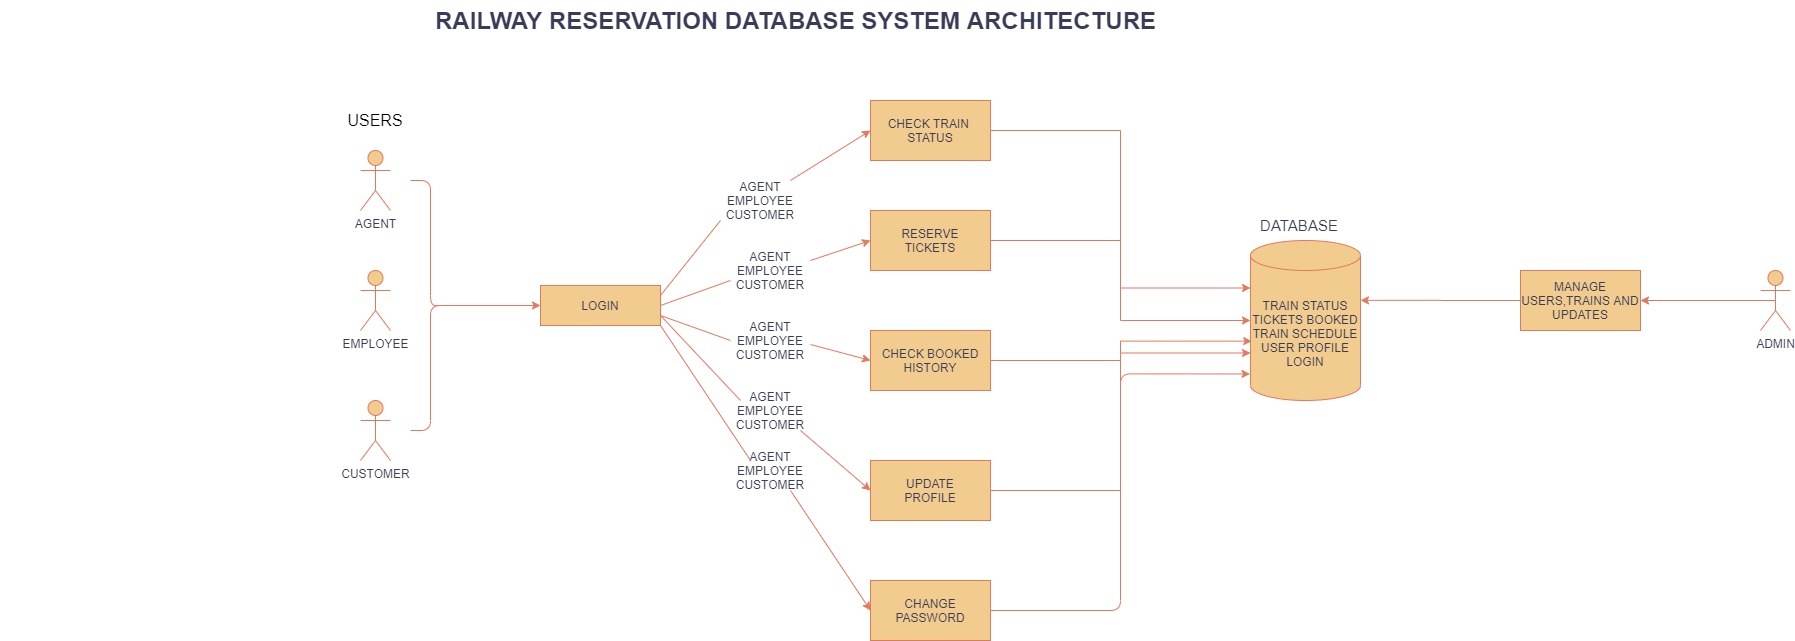 RAILWAY RESERVATION DATABASE SYSTEM ARCHITECTURE
USERS
AGENT
EMPLOYEE
CUSTOMER
LOGIN
AGENT
EMPLOYEE
CUSTOMER
AGENT
EMPLOYEE
CUSTOMER
AGENT
EMPLOYEE
CUSTOMER
AGENT
EMPLOYEE
CUSTOMER
AGENT
EMPLOYEE
CUSTOMER
CHECK TRAIN
STATUS
RESERVE
TICKETS
CHECK BOOKED
HISTORY
UPDATE
PROFILE
CHANGE
PASSWORD
DATABASE
TRAIN STATUS
TICKETS BOOKED
TRAIN SCHEDULE
USER PROFILE
LOGIN
MANAGE
USERS,TRAINS AND
UPDATES
ADMIN